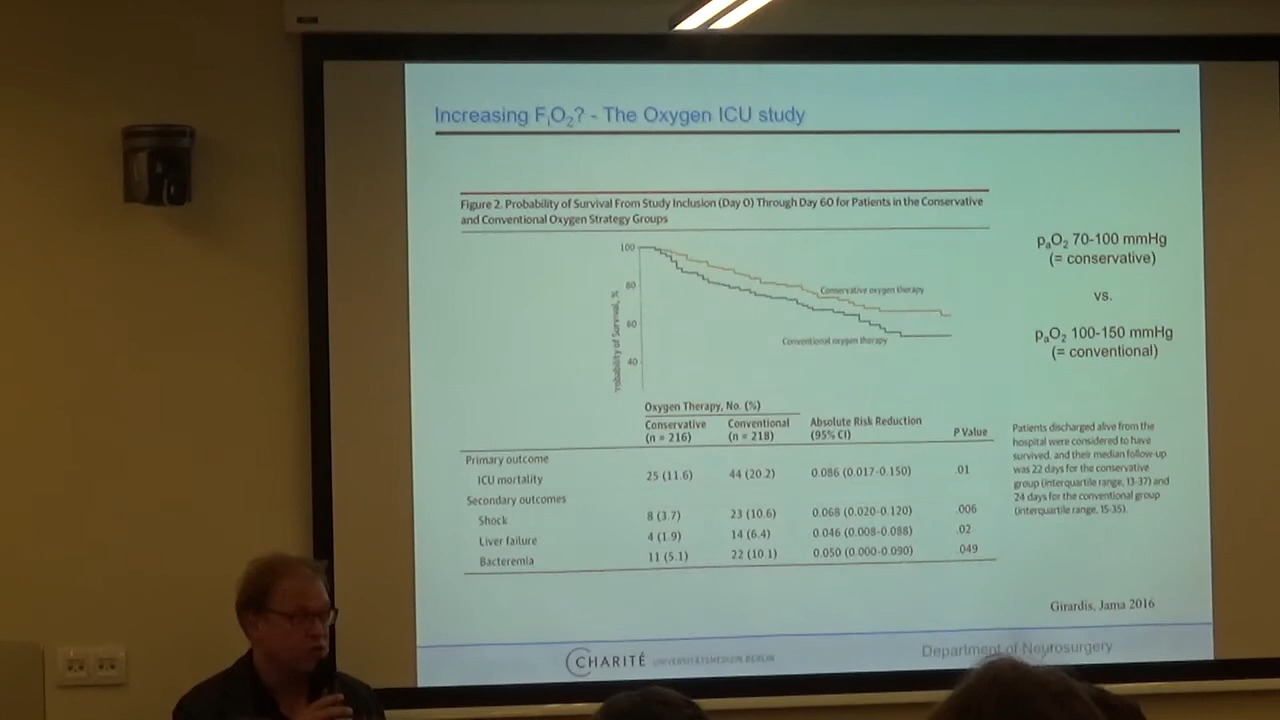 Increasing FiO2? - The Oxygen ICU study
Figure 2. Probability of Survival From Study Inclusion (Day 0) Through Day 60 for Patients in the Conservative
and Conventional Oxygen Strategy Groups
100
80
60
40
Probability of Survival, %
Conservative oxygen therapy
Conventional oxygen therapy
paO2 70-100 mmHg
(= conservative)
vs.
paO2 100-150 mmHg
(= conventional)
Oxygen Therapy, No. (%)
Conservative Conventional Absolute Risk Reduction P Value
(n = 216) (n = 218) (95% CI)
Primary outcome
ICU mortality 25 (11.6) 44 (20.2) 0.086 (0.017-0.150) .01
Secondary outcomes
Shock 8 (3.7) 23 (10.6) 0.068 (0.020-0.120) .006
Liver failure 4 (1.9) 14 (6.4) 0.046 (0.008-0.088) .02
Bacteremia 11 (5.1) 22 (10.1) 0.050 (0.000-0.090) .049
Patients discharged alive from the
hospital were considered to have
survived, and their median follow-up
was 22 days for the conservative
group (interquartile range, 13-37) and
24 days for the conventional group
(interquartile range, 15-35).
Girardis, Jama 2016
CHARITÉ UNIVERSITÄTSMEDIZIN BERLIN
Department of Neurosurgery